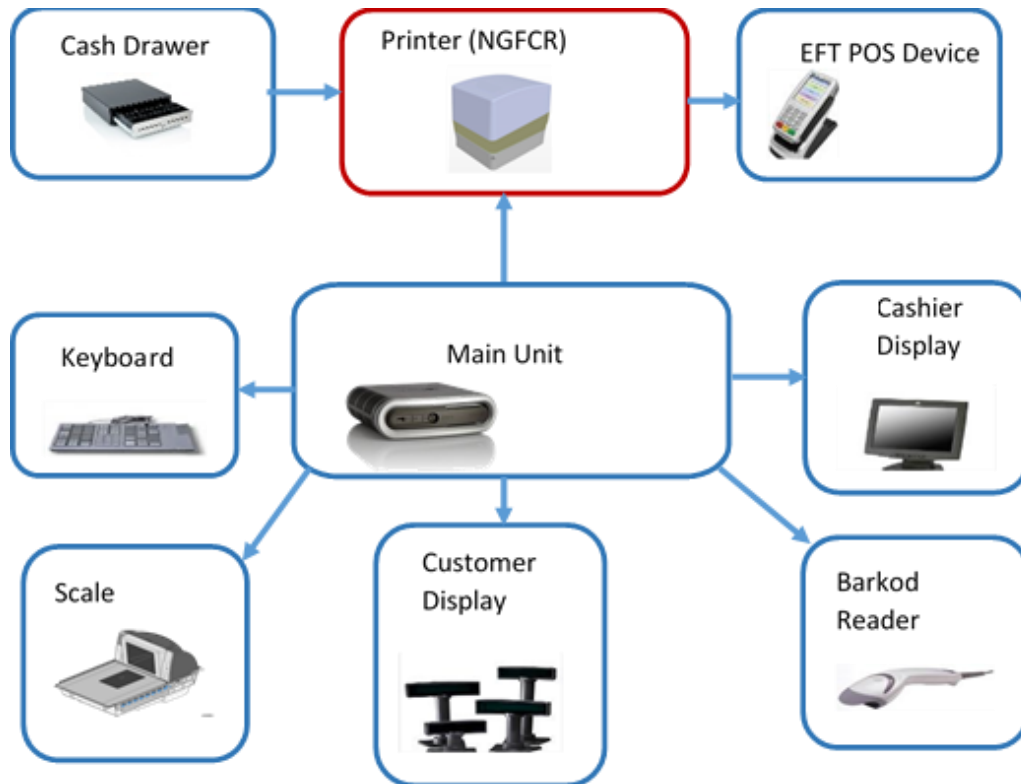 Cash Drawer
Printer (NGFCR)
EFT POS Device
Keyboard
Main Unit
Cashier
Display
Scale
Customer
Display
Barkod
Reader